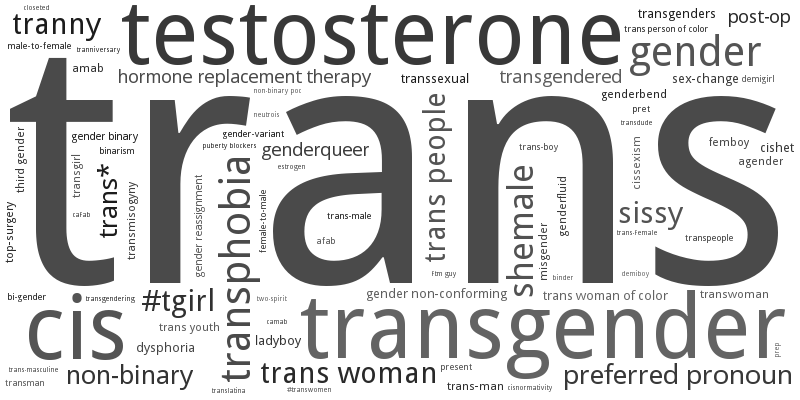 closeted
tranny
testosterone
transgenders
post-op
male-to-female
tranniversary
trans person of color
gender
amab
hormone replacement therapy
transsexual
transgendered
sex-change
demigirl
trans
non-binary poc
genderbend
pret
neutrois
transdude
third gender
gender binary
binarism
gender-variant
puberty blockers
genderqueer
estrogen
trans people
trans-boy
cissexism
femboy
cishet
agender
transgirl
trans*
transmisogyny
cafab
gender reassignment
transphobia
female-to-male
trans-male
afab
shemale
misgender
genderfluid
sissy
trans-female
transpeople
top-surgery
ftm guy
binder
demiboy
bi-gender
transgendering
#tgirl
two-spirit
gender non-conforming
trans woman of color
transwoman
cis
trans youth
camab
transgender
dysphoria
ladyboy
prep
trans-masculine
transman
non-binary
translatina
trans woman
#transwomen
present
trans-man
cisnormativity
preferred pronoun